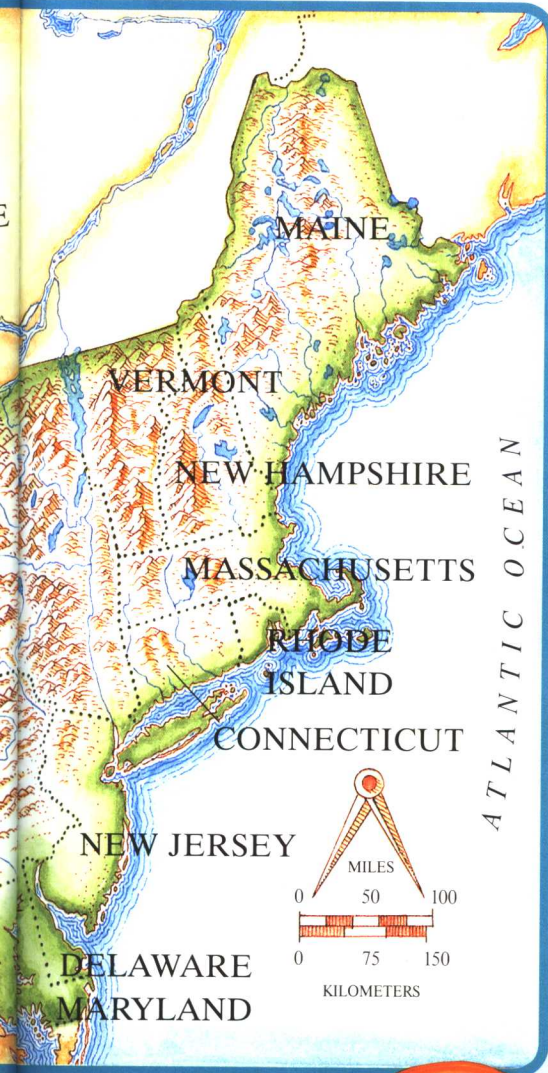 E
MAINE
VERMONT
NEW HAMPSHIRE
MASSACHUSETTS
RHODE
ISLAND
CONNECTICUT
ATLANTIC OCEAN
NEW JERSEY
MILES
0 50 100
0 75 150
KILOMETERS
DELAWARE
MARYLAND